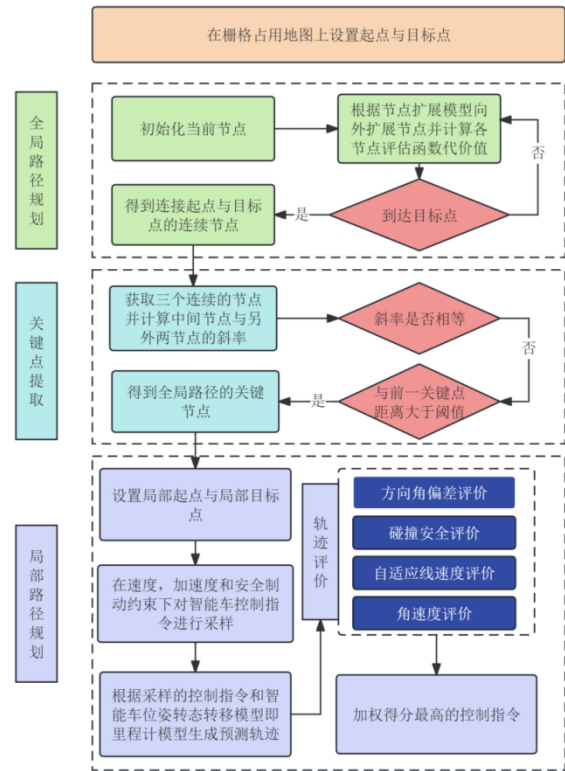 在栅格占用地图上设置起点与目标点
全局路径规划
初始化当前节点
根据节点扩展模型向
外扩展节点并计算各
节点评估函数代价值
否
得到连接起点与目标
点的连续节点
是
到达目标点
关键点提取
获取三个连续的节点
并计算中间节点与另
外两节点的斜率
斜率是否相等
否
得到全局路径的关键
节点
是
与前一关键点
距离大于阈值
局部路径规划
设置局部起点与局部目标
点
在速度，加速度和安全制
动约束下对智能车控制指
令进行采样
根据采样的控制指令和智
能车位姿转态转移模型即
里程计模型生成预测轨迹
轨迹评价
方向角偏差评价
碰撞安全评价
自适应线速度评价
角速度评价
加权得分最高的控制指令